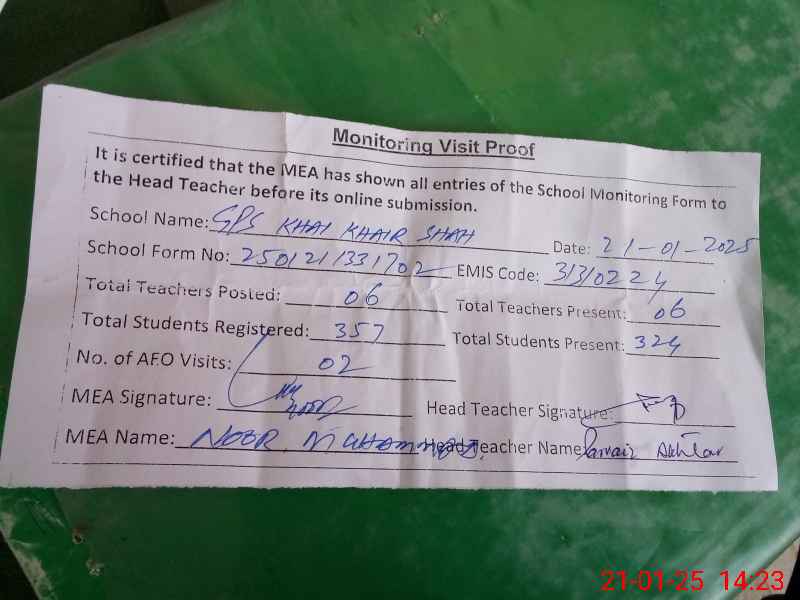 Monitoring Visit Proof
It is certified that the MEA has shown all entries of the School Monitoring Form to
the Head Teacher before its online submission.
School Name: GPS KHAI KHAIR SHAH Date: 21-01-2025
School Form No: 2501211331702 EMIS Code: 31310224
Total Teachers Posted: 06 Total Teachers Present: 06
Total Students Registered: 357 Total Students Present: 324
No. of AFO Visits: 02
MEA Signature: Head Teacher Signature:
MEA Name: NOOR MUHAMMAD. Head Teacher Name Parvaiz Akhtar
21-01-25 14:23